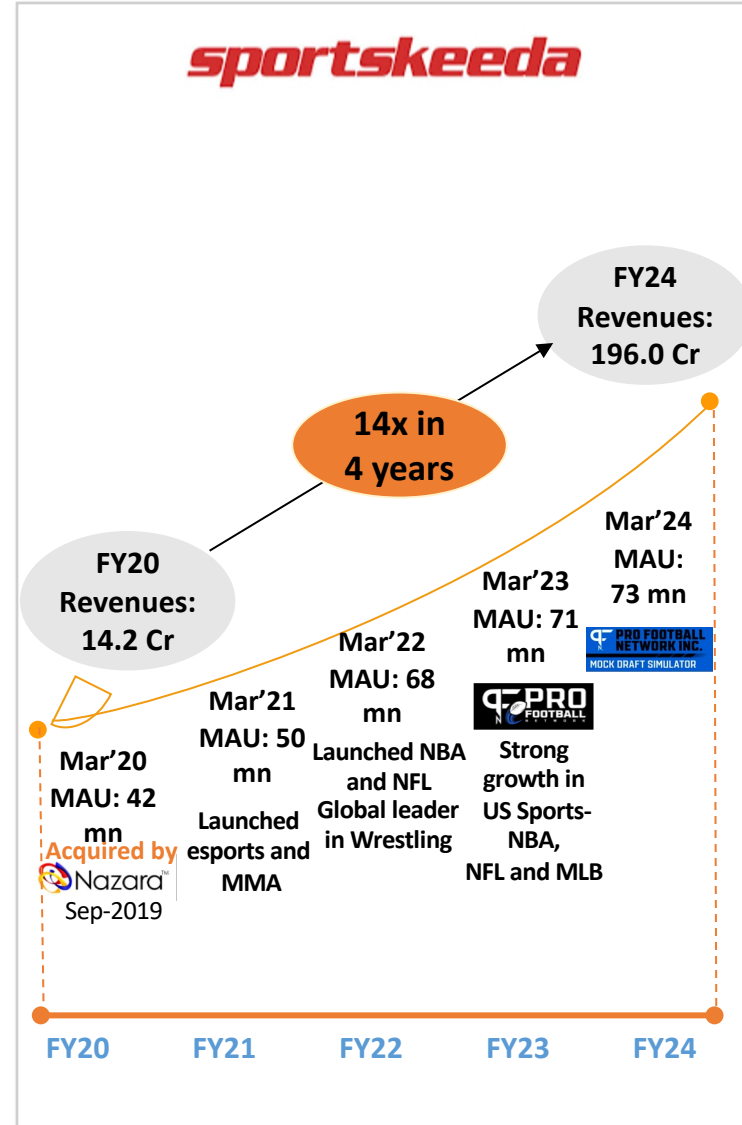 sportskeeda
FY24
Revenues:
196.0 Cr
14x in
4 years
FY20
Revenues:
14.2 Cr
Mar’20
MAU: 42
mn
Acquired by
Nazara™
Sep-2019
Mar’21
MAU: 50
mn
Launched
esports and
MMA
Mar’22
MAU: 68
mn
Launched NBA
and NFL
Global leader
in Wrestling
Mar’23
MAU: 71
mn
PFN PRO
FOOTBALL
NETWORK
Strong
growth in
US Sports-
NBA,
NFL and MLB
Mar’24
MAU:
73 mn
PFN PRO FOOTBALL
NETWORK INC.
MOCK DRAFT SIMULATOR
FY20
FY21
FY22
FY23
FY24